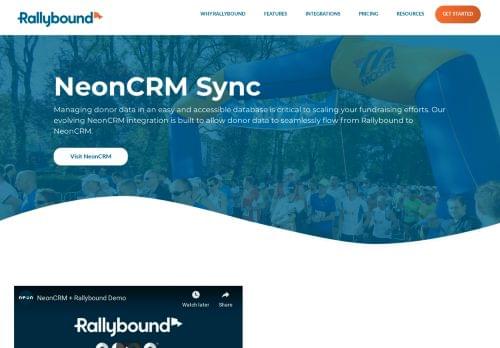 Rallybound
WHY RALLYBOUND
FEATURES
INTEGRATIONS
PRICING
RESOURCES
GET STARTED
NeonCRM Sync
Managing donor data in an easy and accessible database is critical to scaling your fundraising efforts. Our
evolving NeonCRM integration is built to allow donor data to seamlessly flow from Rallybound to
NeonCRM.
Visit NeonCRM
neon
NeonCRM + Rallybound Demo
Watch later
Share
Rallybound